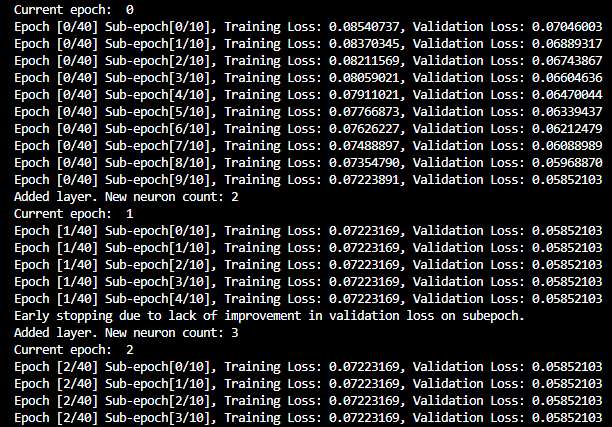 Current epoch:  0
Epoch [0/40] Sub-epoch[0/10], Training Loss: 0.08540737, Validation Loss: 0.07046003
Epoch [0/40] Sub-epoch[1/10], Training Loss: 0.08370345, Validation Loss: 0.06889317
Epoch [0/40] Sub-epoch[2/10], Training Loss: 0.08211569, Validation Loss: 0.06743867
Epoch [0/40] Sub-epoch[3/10], Training Loss: 0.08059021, Validation Loss: 0.06604636
Epoch [0/40] Sub-epoch[4/10], Training Loss: 0.07911021, Validation Loss: 0.06470044
Epoch [0/40] Sub-epoch[5/10], Training Loss: 0.07766873, Validation Loss: 0.06339437
Epoch [0/40] Sub-epoch[6/10], Training Loss: 0.07626227, Validation Loss: 0.06212479
Epoch [0/40] Sub-epoch[7/10], Training Loss: 0.07488897, Validation Loss: 0.06088989
Epoch [0/40] Sub-epoch[8/10], Training Loss: 0.07354790, Validation Loss: 0.05968870
Epoch [0/40] Sub-epoch[9/10], Training Loss: 0.07223891, Validation Loss: 0.05852103
Added layer. New neuron count: 2
Current epoch:  1
Epoch [1/40] Sub-epoch[0/10], Training Loss: 0.07223169, Validation Loss: 0.05852103
Epoch [1/40] Sub-epoch[1/10], Training Loss: 0.07223169, Validation Loss: 0.05852103
Epoch [1/40] Sub-epoch[2/10], Training Loss: 0.07223169, Validation Loss: 0.05852103
Epoch [1/40] Sub-epoch[3/10], Training Loss: 0.07223169, Validation Loss: 0.05852103
Epoch [1/40] Sub-epoch[4/10], Training Loss: 0.07223169, Validation Loss: 0.05852103
Early stopping due to lack of improvement in validation loss on subepoch.
Added layer. New neuron count: 3
Current epoch:  2
Epoch [2/40] Sub-epoch[0/10], Training Loss: 0.07223169, Validation Loss: 0.05852103
Epoch [2/40] Sub-epoch[1/10], Training Loss: 0.07223169, Validation Loss: 0.05852103
Epoch [2/40] Sub-epoch[2/10], Training Loss: 0.07223169, Validation Loss: 0.05852103
Epoch [2/40] Sub-epoch[3/10], Training Loss: 0.07223169, Validation Loss: 0.05852103